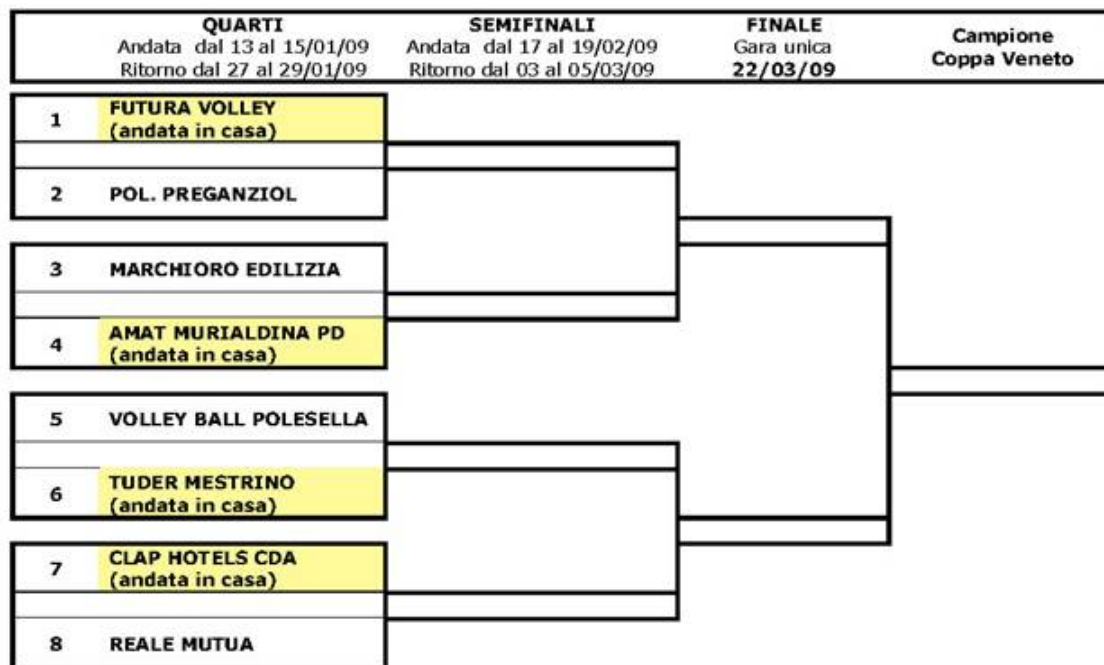 QUARTI
Andata dal 13 al 15/01/09
Ritorno dal 27 al 29/01/09
SEMIFINALI
Andata dal 17 al 19/02/09
Ritorno dal 03 al 05/03/09
FINALE
Gara unica
22/03/09
Campione
Coppa Veneto
1 FUTURA VOLLEY
(andata in casa)
2 POL. PREGANZIOL
3 MARCHIORO EDILIZIA
4 AMAT MURIALDINA PD
(andata in casa)
5 VOLLEY BALL POLESELLA
6 TUDER MESTRINO
(andata in casa)
7 CLAP HOTELS CDA
(andata in casa)
8 REALE MUTUA